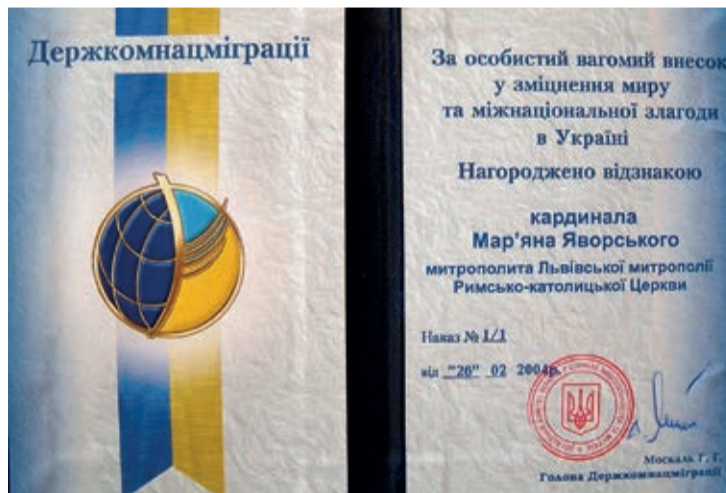 Держкомнацміграції
За особистий вагомий внесок
у зміцнення миру
та міжнаціональної злагоди
в Україні
Нагороджено відзнакою
кардинала
Мар'яна Яворського
митрополита Львівської митрополії
Римсько-католицької Церкви
Наказ № 1/1
від "26" 02 2004р.
Москаль Г. Г.
Голова Держкомнацміграції